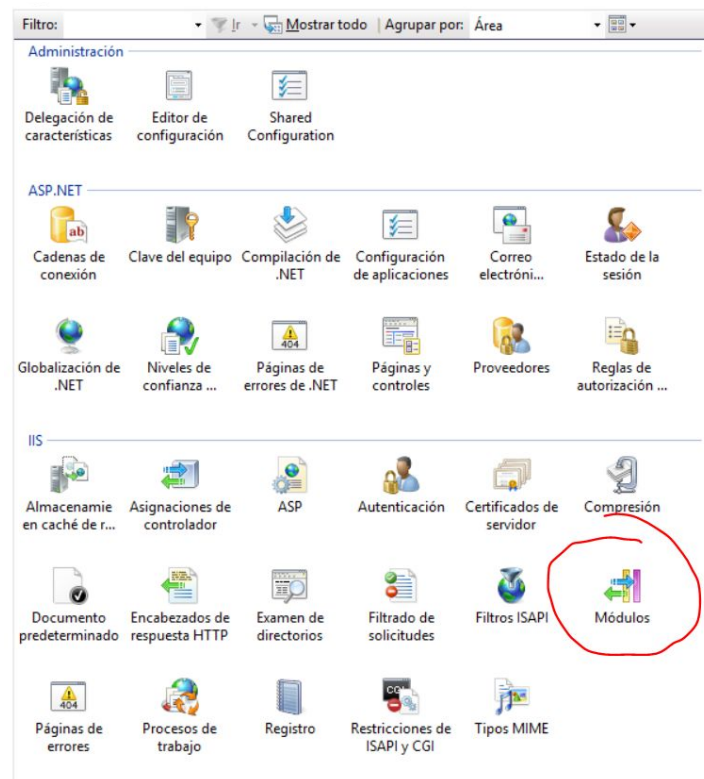 Filtro:
Ir
Mostrar todo
Agrupar por:
Área
Administración
Delegación de
características
Editor de
configuración
Shared
Configuration
ASP.NET
ab
Cadenas de
conexión
Clave del equipo
Compilación de
.NET
Configuración
de aplicaciones
Correo
electróni...
Estado de la
sesión
Globalización de
.NET
Niveles de
confianza ...
404
Páginas de
errores de .NET
Páginas y
controles
Proveedores
Reglas de
autorización ...
IIS
Almacenamie
en caché de r...
Asignaciones de
controlador
ASP
Autenticación
Certificados de
servidor
Compresión
Documento
predeterminado
Encabezados de
respuesta HTTP
Examen de
directorios
Filtrado de
solicitudes
Filtros ISAPI
Módulos
404
Páginas de
errores
Procesos de
trabajo
Registro
CGI
Restricciones de
ISAPI y CGI
Tipos MIME